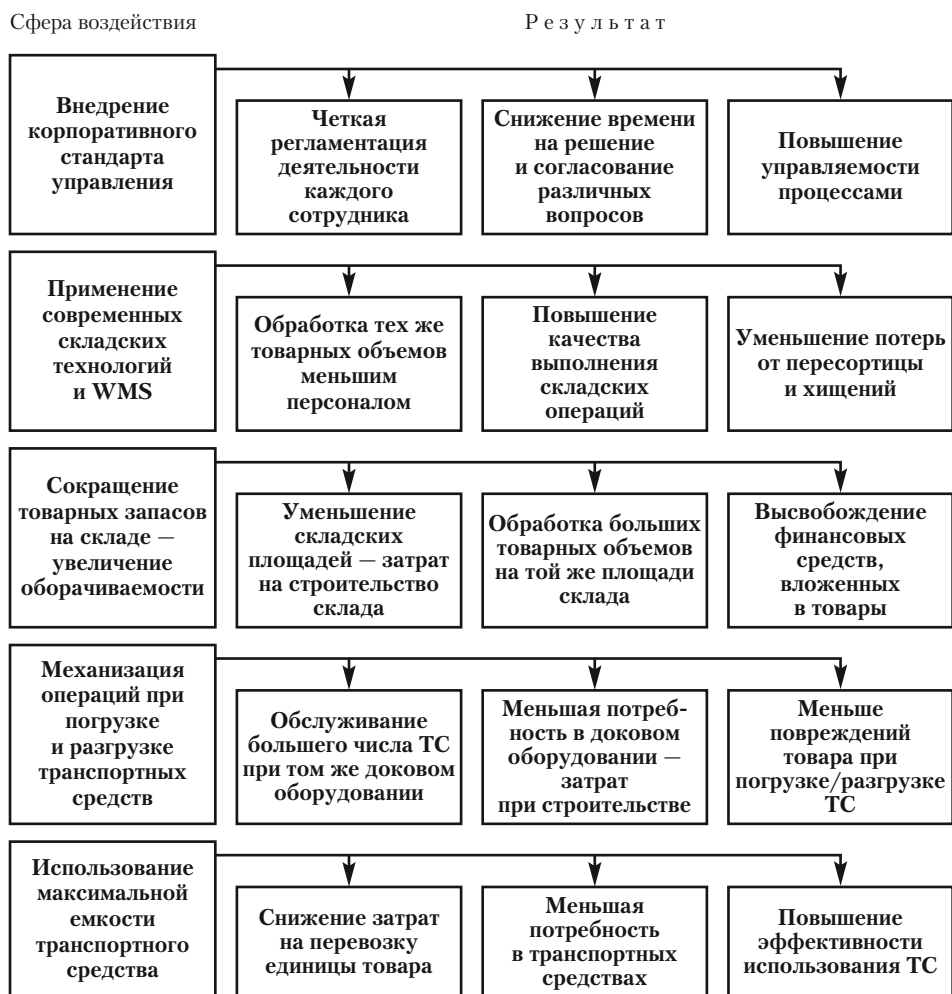 Сфера воздействия
Результат
Внедрение
корпоративного
стандарта
управления
Четкая
регламентация
деятельности
каждого
сотрудника
Снижение времени
на решение
и согласование
различных
вопросов
Повышение
управляемости
процессами
Применение
современных
складских
технологий
и WMS
Обработка тех же
товарных объемов
меньшим
персоналом
Повышение
качества
выполнения
складских
операций
Уменьшение потерь
от пересортицы
и хищений
Сокращение
товарных запасов
на складе —
увеличение
оборачиваемости
Уменьшение
складских
площадей — затрат
на строительство
склада
Обработка больших
товарных объемов
на той же площади
склада
Высвобождение
финансовых
средств,
вложенных
в товары
Механизация
операций при
погрузке
и разгрузке
транспортных
средств
Обслуживание
большего числа ТС
при том же доковом
оборудовании
Меньшая потреб-
ность в доковом
оборудовании —
затрат
при строительстве
Меньше
повреждений
товара при
погрузке/разгрузке
ТС
Использование
максимальной
емкости
транспортного
средства
Снижение затрат
на перевозку
единицы товара
Меньшая
потребность
в транспортных
средствах
Повышение
эффективности
использования ТС